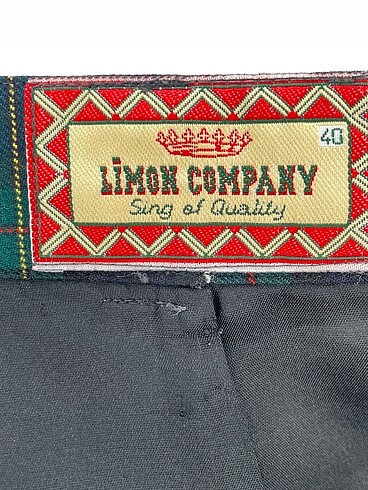 40
LİMON COMPANY
Sing of Quality